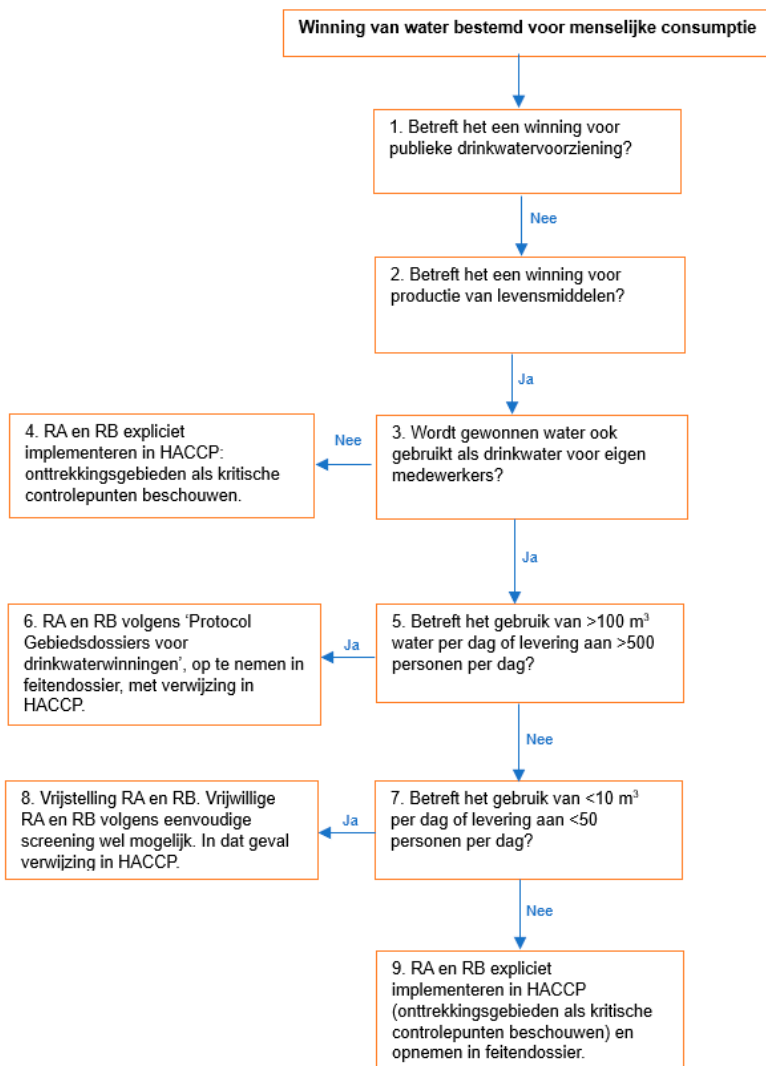 Winning van water bestemd voor menselijke consumptie
1. Betreft het een winning voor
publieke drinkwatervoorziening?
Nee
2. Betreft het een winning voor
productie van levensmiddelen?
Ja
3. Wordt gewonnen water ook
gebruikt als drinkwater voor eigen
medewerkers?
Nee
4. RA en RB expliciet
implementeren in HACCP:
onttrekkingsgebieden als kritische
controlepunten beschouwen.
Ja
5. Betreft het gebruik van >100 m³
water per dag of levering aan >500
personen per dag?
Ja
6. RA en RB volgens ‘Protocol
Gebiedsdossiers voor
drinkwaterwinningen’, op te nemen in
feitendossier, met verwijzing in
HACCP.
Nee
7. Betreft het gebruik van <10 m³
per dag of levering aan <50
personen per dag?
Ja
8. Vrijstelling RA en RB. Vrijwillige
RA en RB volgens eenvoudige
screening wel mogelijk. In dat geval
verwijzing in HACCP.
Nee
9. RA en RB expliciet
implementeren in HACCP
(onttrekkingsgebieden als kritische
controlepunten beschouwen) en
opnemen in feitendossier.